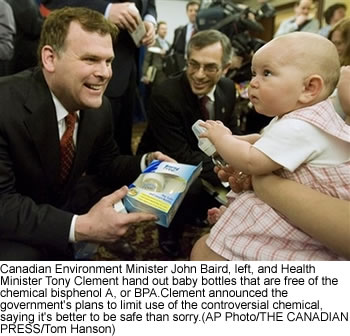 Canadian Environment Minister John Baird, left, and Health
Minister Tony Clement hand out baby bottles that are free of the
chemical bisphenol A, or BPA.Clement announced the
government's plans to limit use of the controversial chemical,
saying it's better to be safe than sorry.(AP Photo/THE CANADIAN
PRESS/Tom Hanson)